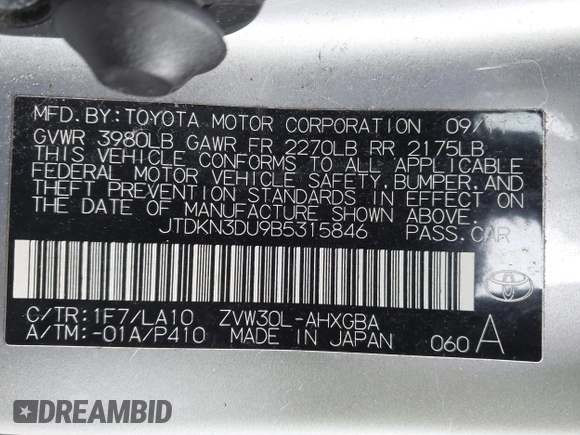 MFD.BY:TOYOTA MOTOR CORPORATION 09/11
GVWR 3980LB GAWR FR 2270LB RR 2175LB
THIS VEHICLE CONFORMS TO ALL APPLICABLE
FEDERAL MOTOR VEHICLE SAFETY,BUMPER,AND
THEFT PREVENTION STANDARDS IN EFFECT ON
THE DATE OF MANUFACTURE SHOWN ABOVE.
JTDKN3DU9B5315846 PASS.CAR
C/TR:1F7/LA10 ZVW30L-AHXGBA
A/TM:-01A/P410 MADE IN JAPAN 060 A
DREAMBID